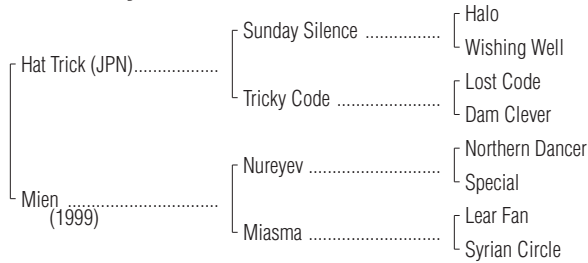 Halo
Sunday Silence ................
Wishing Well
Hat Trick (JPN)..................
Lost Code
Tricky Code ......................
Dam Clever
Northern Dancer
Nureyev ............................
Special
Mien ................................
(1999)
Lear Fan
Miasma ............................
Syrian Circle